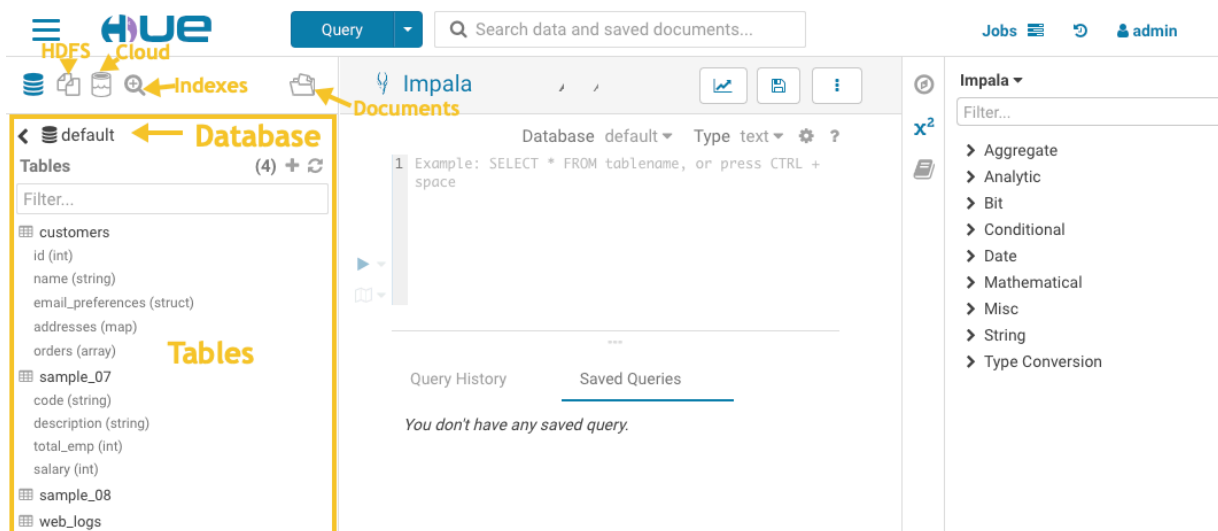 HUE
Query
Search data and saved documents...
Jobs
admin
HDFS
Cloud
Indexes
Documents
default
Database
Tables
(4)
Filter...
customers
id (int)
name (string)
email_preferences (struct)
addresses (map)
orders (array)
Tables
sample_07
code (string)
description (string)
total_emp (int)
salary (int)
sample_08
web_logs
Impala
Database default Type text ?
1 Example: SELECT * FROM tablename, or press CTRL +
space
Query History Saved Queries
You don't have any saved query.
x²
Impala
Filter...
Aggregate
Analytic
Bit
Conditional
Date
Mathematical
Misc
String
Type Conversion